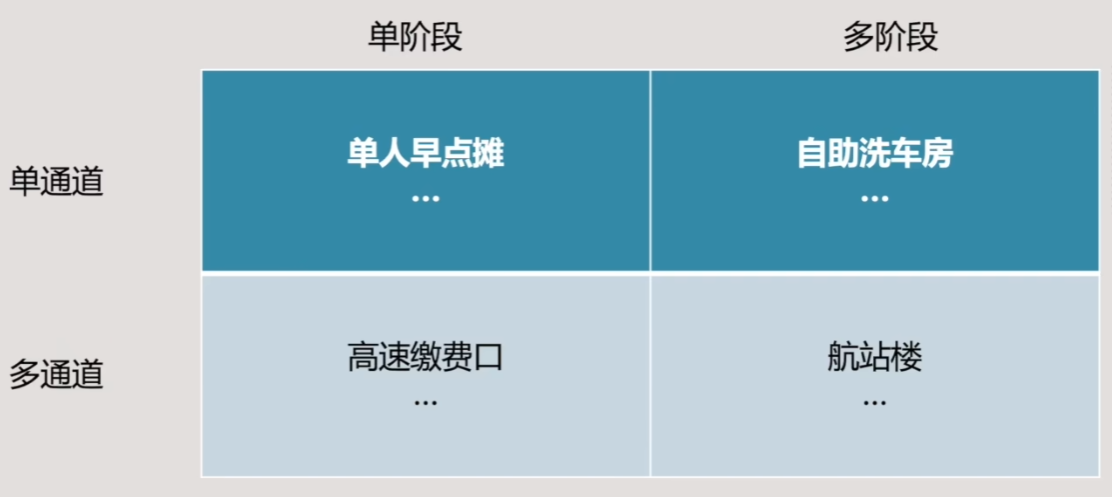 单阶段 多阶段
单通道
单人早点摊 自助洗车房
... ...
多通道
高速缴费口 航站楼
... ...